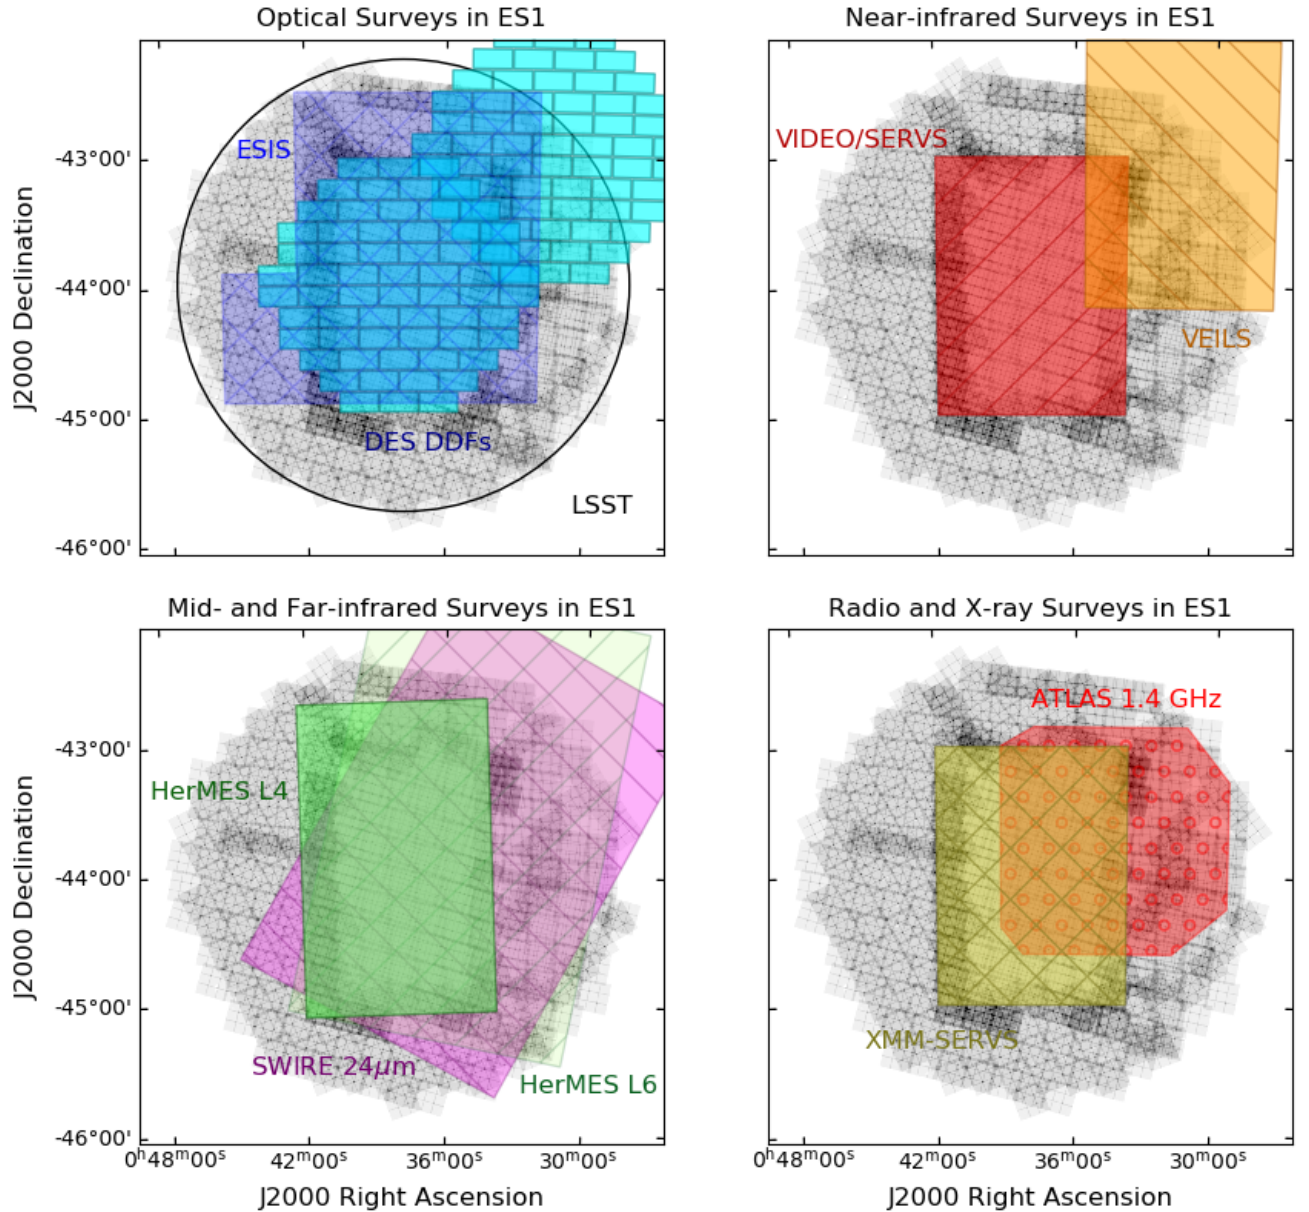 Optical Surveys in ES1
Near-infrared Surveys in ES1
J2000 Declination
-43°00'
-44°00'
-45°00'
-46°00'
ESIS
DES DDFs
LSST
VIDEO/SERVS
VEILS
Mid- and Far-infrared Surveys in ES1
Radio and X-ray Surveys in ES1
J2000 Declination
-43°00'
-44°00'
-45°00'
-46°00'
HerMES L4
SWIRE 24μm
HerMES L6
ATLAS 1.4 GHz
XMM-SERVS
0ʰ48ᵐ00ˢ 42ᵐ00ˢ 36ᵐ00ˢ 30ᵐ00ˢ
0ʰ48ᵐ00ˢ 42ᵐ00ˢ 36ᵐ00ˢ 30ᵐ00ˢ
J2000 Right Ascension
J2000 Right Ascension